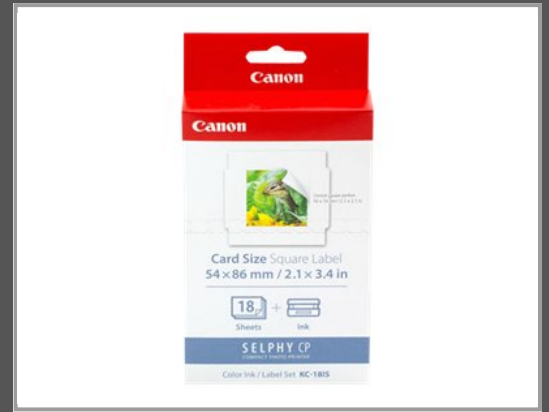 Canon
Canon
Card Size Square Label
54×86 mm / 2.1×3.4 in
18 +
Sheets Ink
SELPHY CP
COMPACT PHOTO PRINTER
Color Ink / Label Set KC-18IS